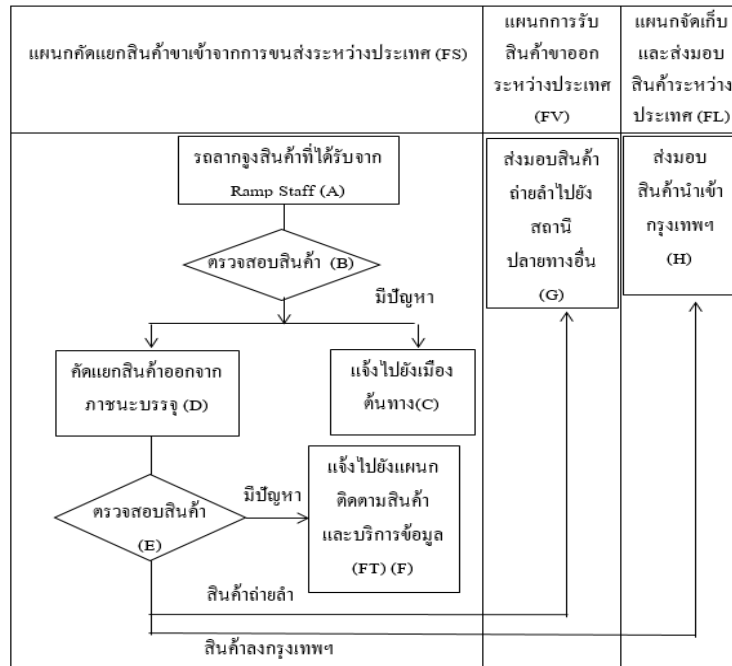 แผนกคัดแยกสินค้าขาเข้าจากการขนส่งระหว่างประเทศ (FS)
แผนกการรับ
สินค้าขาออก
ระหว่างประเทศ
(FV)
แผนกจัดเก็บ
และส่งมอบ
สินค้าระหว่าง
ประเทศ (FL)
รถลากจูงสินค้าที่ได้รับจาก
Ramp Staff (A)
ตรวจสอบสินค้า (B)
มีปัญหา
คัดแยกสินค้าออกจาก
ภาชนะบรรจุ (D)
แจ้งไปยังเมือง
ต้นทาง(C)
ตรวจสอบสินค้า
(E)
มีปัญหา
แจ้งไปยังแผนก
ติดตามสินค้า
และบริการข้อมูล
(FT) (F)
สินค้าถ่ายลำ
สินค้าลงกรุงเทพฯ
ส่งมอบสินค้า
ถ่ายลำไปยัง
สถานี
ปลายทางอื่น
(G)
ส่งมอบ
สินค้านำเข้า
กรุงเทพฯ
(H)